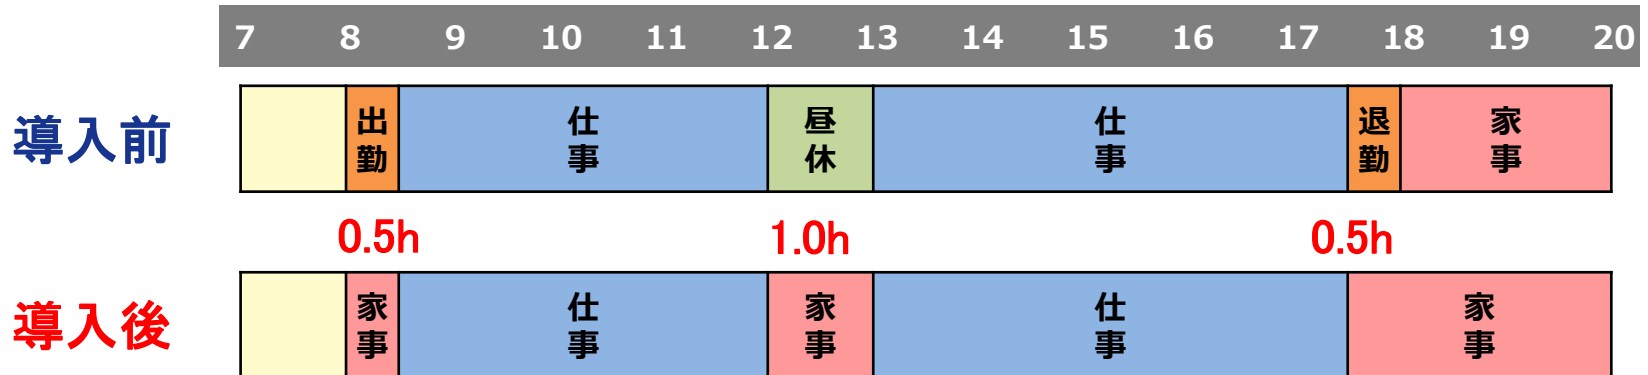 7 8 9 10 11 12 13 14 15 16 17 18 19 20
導入前 出勤 仕事 昼休 仕事 退勤 家事
0.5h 1.0h 0.5h
導入後 家事 仕事 家事 仕事 家事